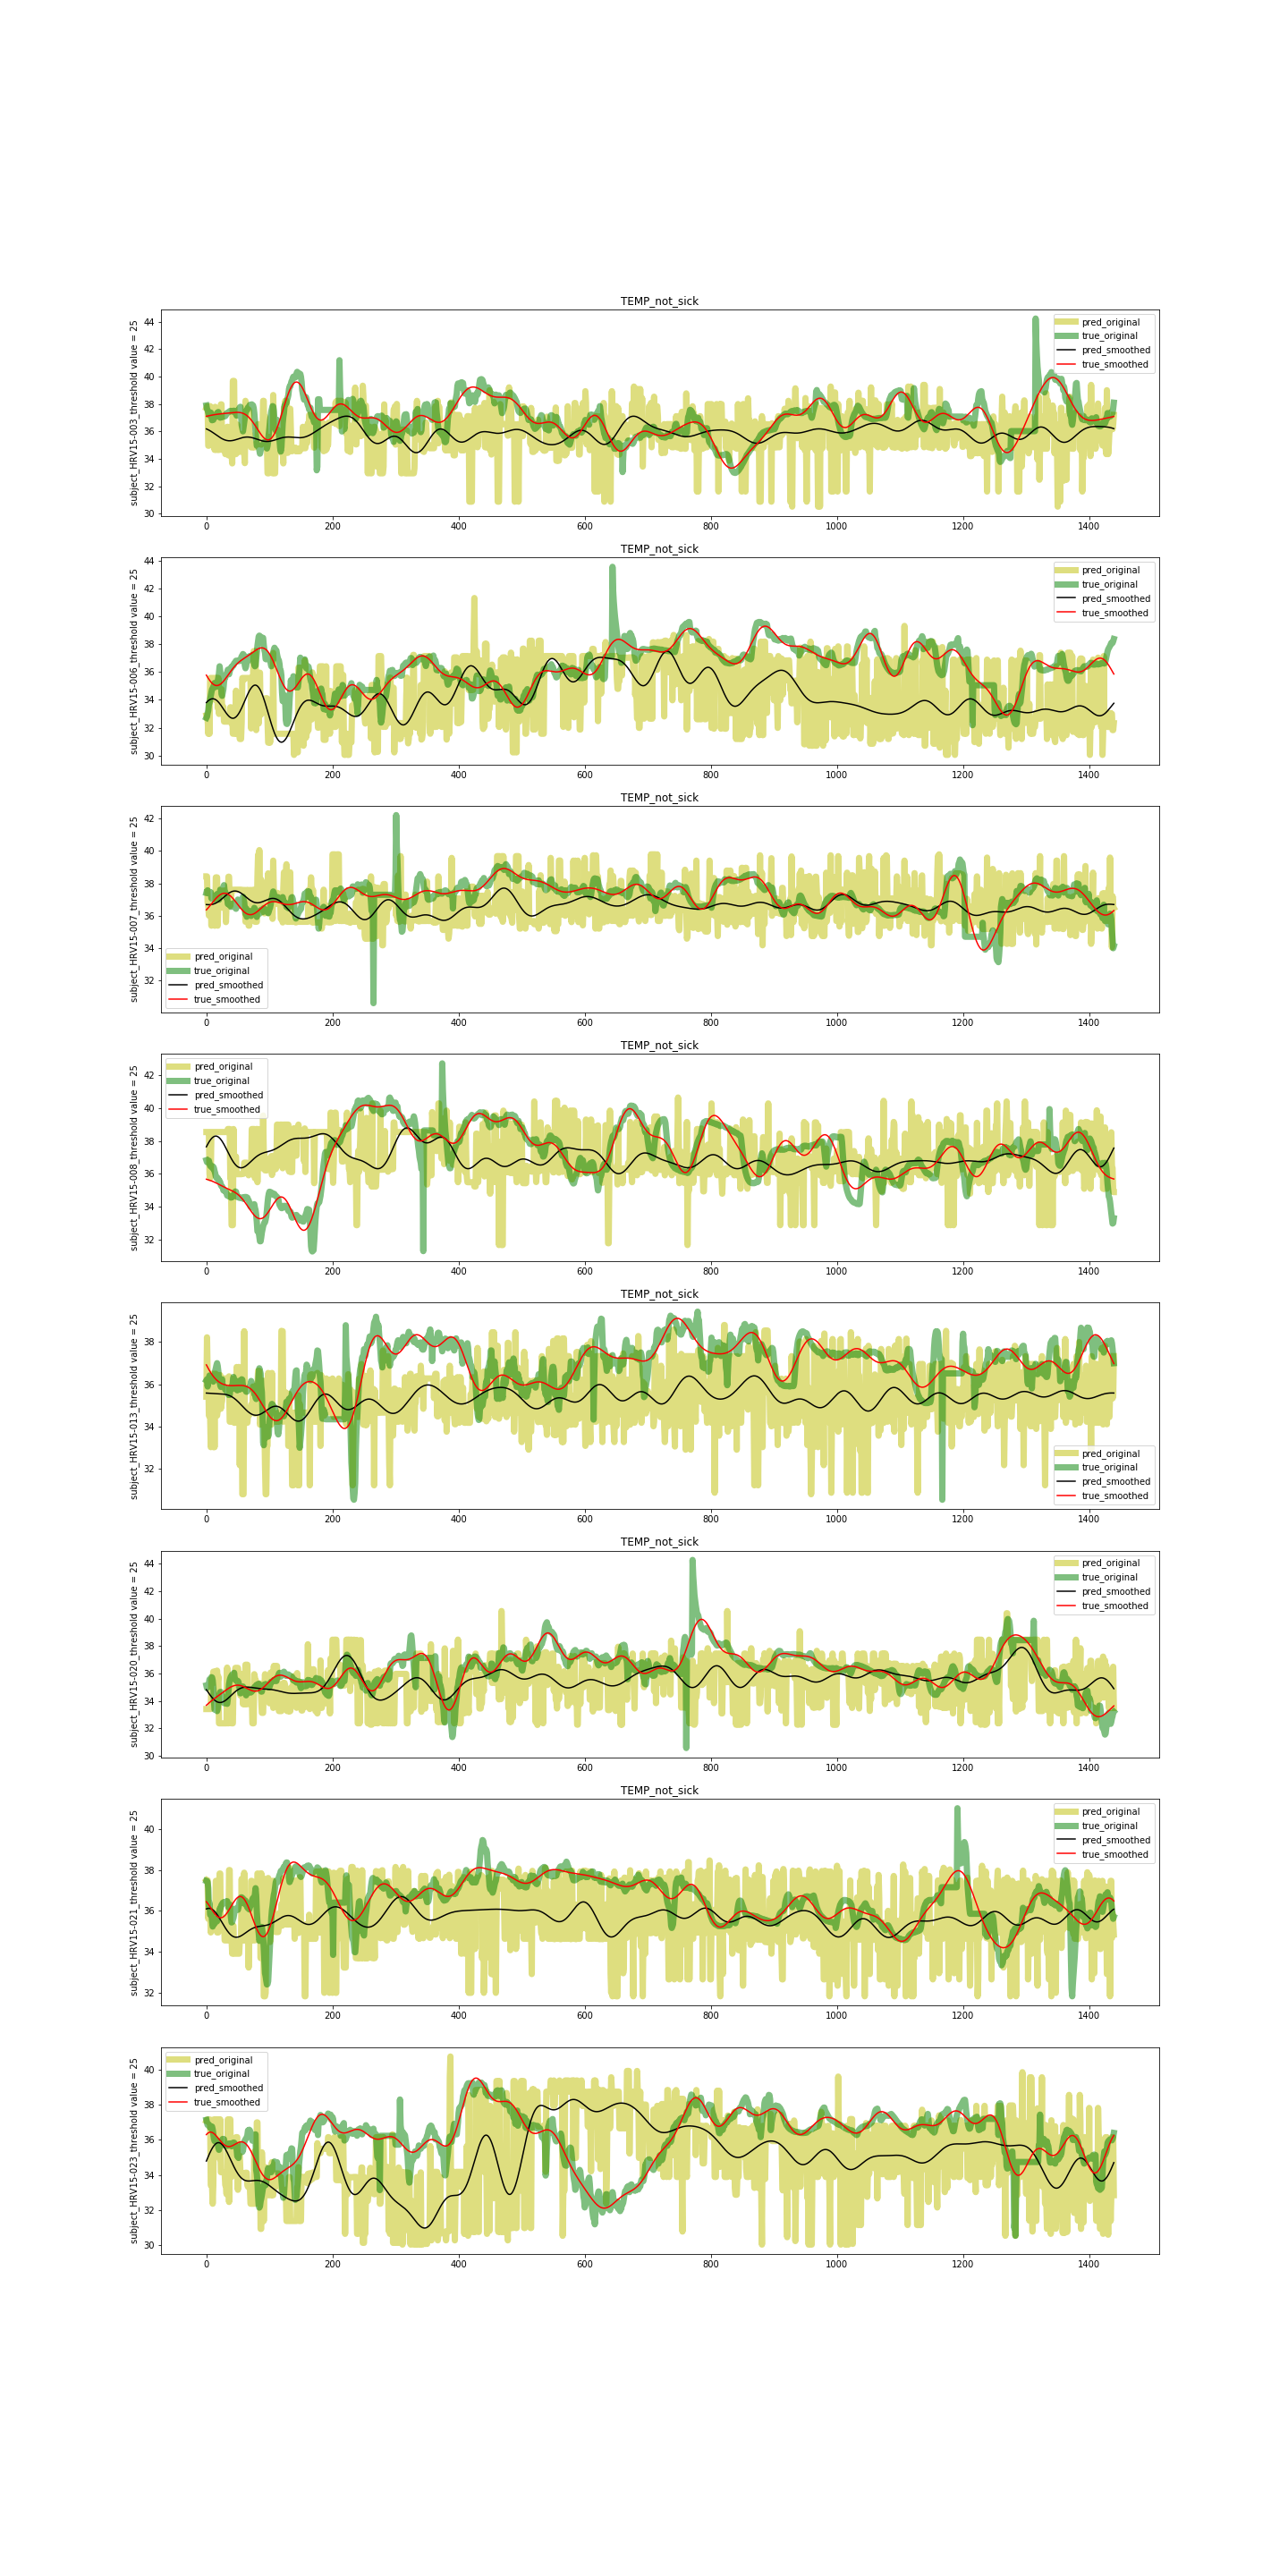 TEMP_not_sick
subject_HRV15-003_threshold value = 25
44
42
40
38
36
34
32
30
pred_original
true_original
pred_smoothed
true_smoothed
0 200 400 600 800 1000 1200 1400
TEMP_not_sick
subject_HRV15-006_threshold value = 25
44
42
40
38
36
34
32
30
pred_original
true_original
pred_smoothed
true_smoothed
0 200 400 600 800 1000 1200 1400
TEMP_not_sick
subject_HRV15-007_threshold value = 25
42
40
38
36
34
32
pred_original
true_original
pred_smoothed
true_smoothed
0 200 400 600 800 1000 1200 1400
TEMP_not_sick
subject_HRV15-008_threshold value = 25
42
40
38
36
34
32
pred_original
true_original
pred_smoothed
true_smoothed
0 200 400 600 800 1000 1200 1400
TEMP_not_sick
subject_HRV15-013_threshold value = 25
38
36
34
32
pred_original
true_original
pred_smoothed
true_smoothed
0 200 400 600 800 1000 1200 1400
TEMP_not_sick
subject_HRV15-020_threshold value = 25
44
42
40
38
36
34
32
30
pred_original
true_original
pred_smoothed
true_smoothed
0 200 400 600 800 1000 1200 1400
TEMP_not_sick
subject_HRV15-021_threshold value = 25
40
38
36
34
32
pred_original
true_original
pred_smoothed
true_smoothed
0 200 400 600 800 1000 1200 1400
subject_HRV15-023_threshold value = 25
40
38
36
34
32
30
pred_original
true_original
pred_smoothed
true_smoothed
0 200 400 600 800 1000 1200 1400